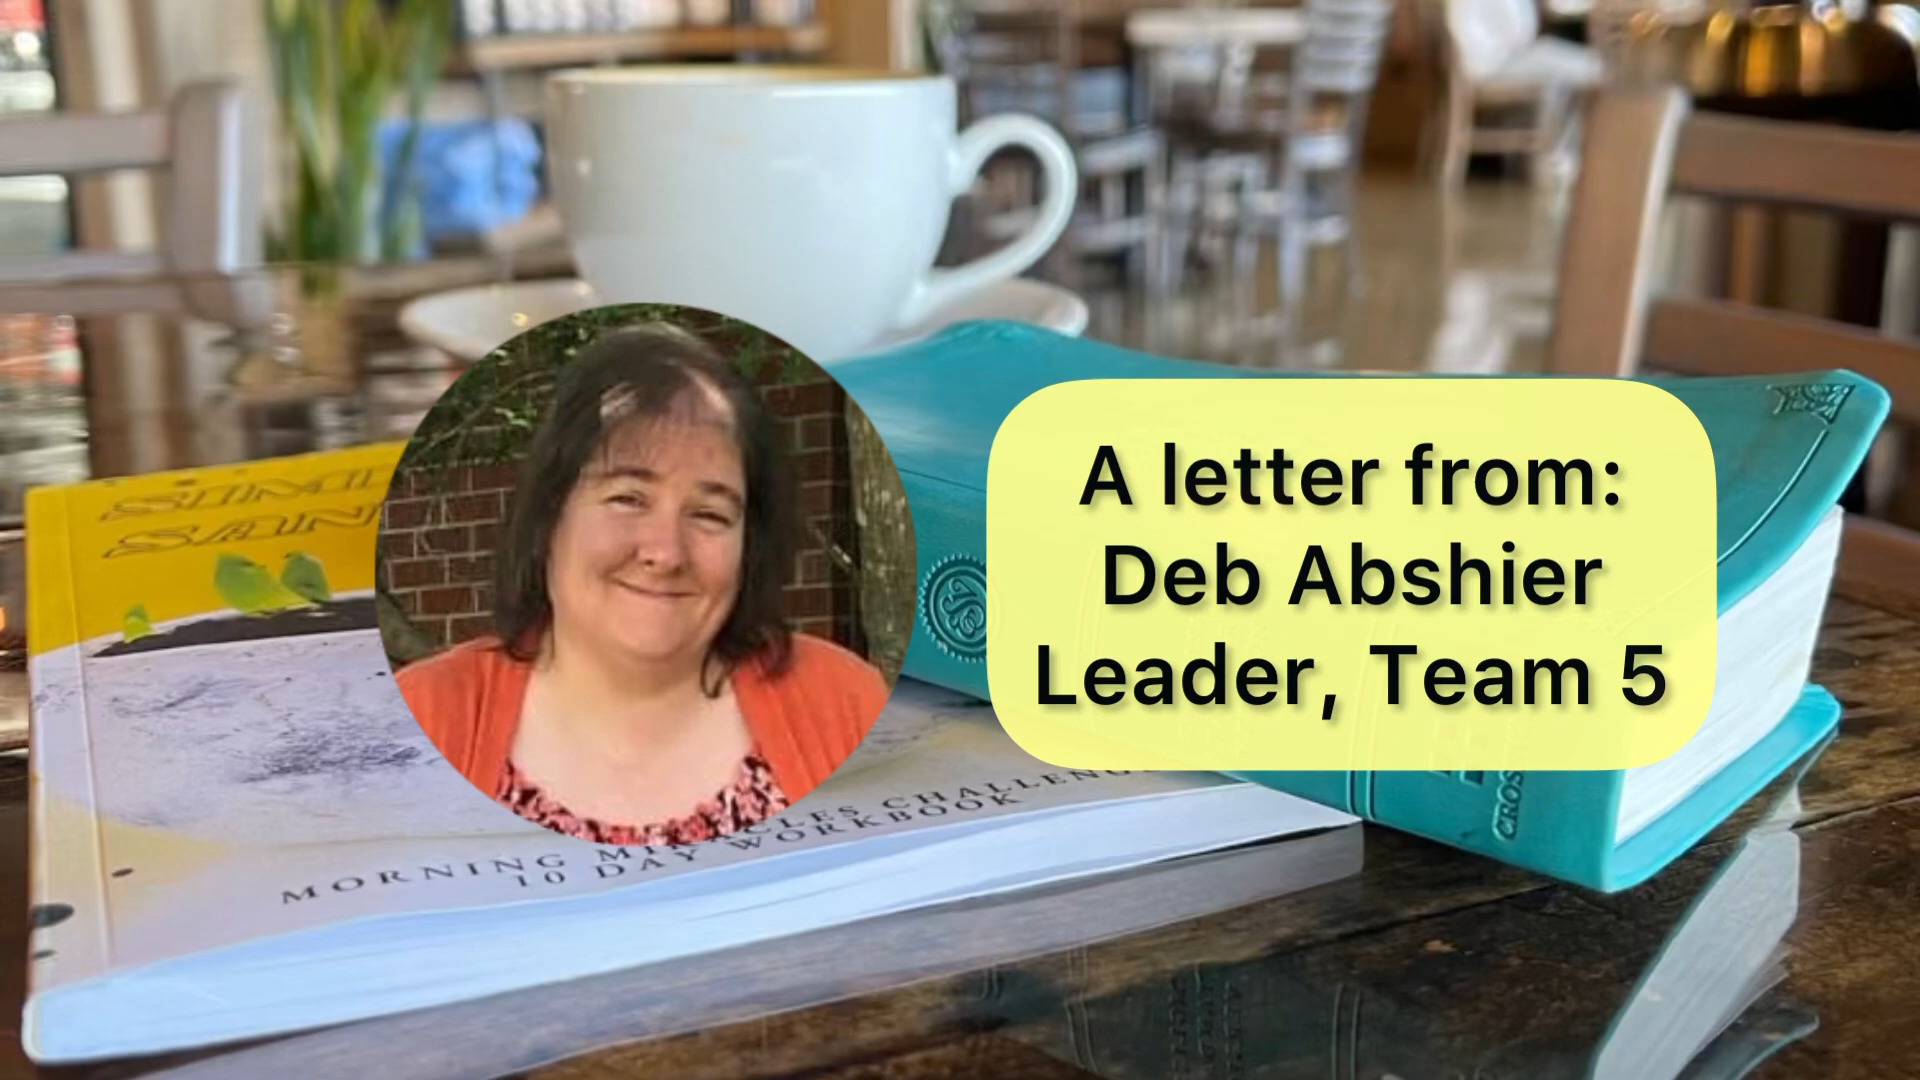 A letter from:
Deb Abshier
Leader, Team 5
MORNING MIRACLES CHALLENGE
10 DAY WORKBOOK